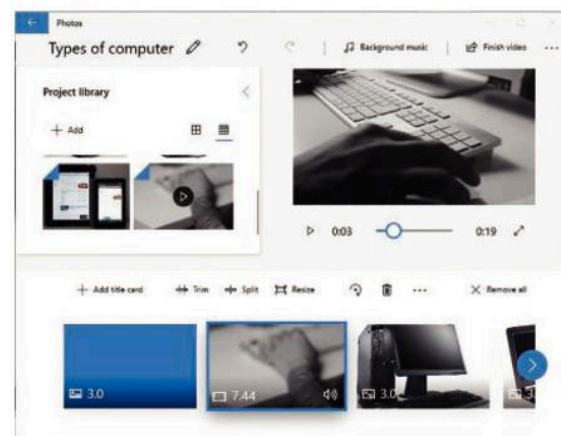 Photos
Types of computer
Background music
Finish video
Project library
Add
0:03
0:19
Add title card
Trim
Split
Resize
Remove all
3.0
7.44
3.0
3.